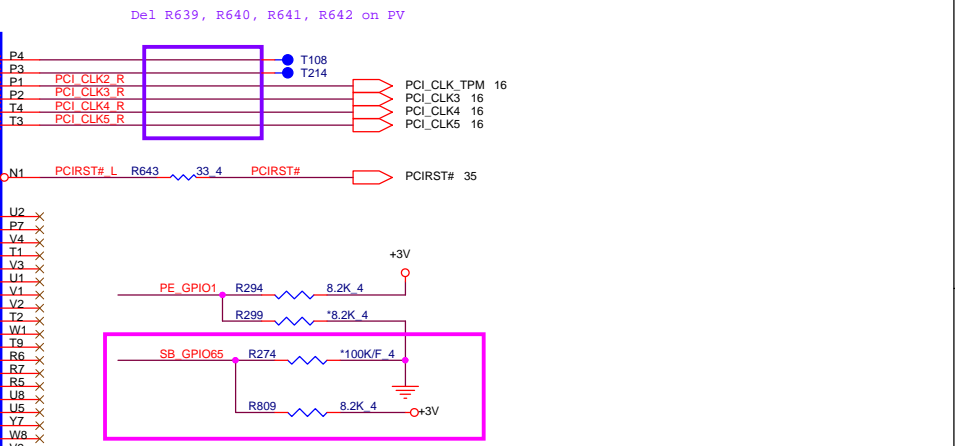 Del R639, R640, R641, R642 on PV
P4
T108
P3
T214
P1 PCI_CLK2_R PCI_CLK_TPM 16
P2 PCI_CLK3_R PCI_CLK3 16
T4 PCI_CLK4_R PCI_CLK4 16
T3 PCI_CLK5_R PCI_CLK5 16
N1 PCIRST#_L R643 33_4 PCIRST# PCIRST# 35
U2
P7
V4
T1
V3
U1
V1
V2
T2
W1
T9
R6
R7
R5
U8
U5
Y7
W8
+3V
PE_GPIO1 R294 8.2K_4
R299 *8.2K_4
SB_GPIO65 R274 *100K/F_4
R809 8.2K_4 +3V